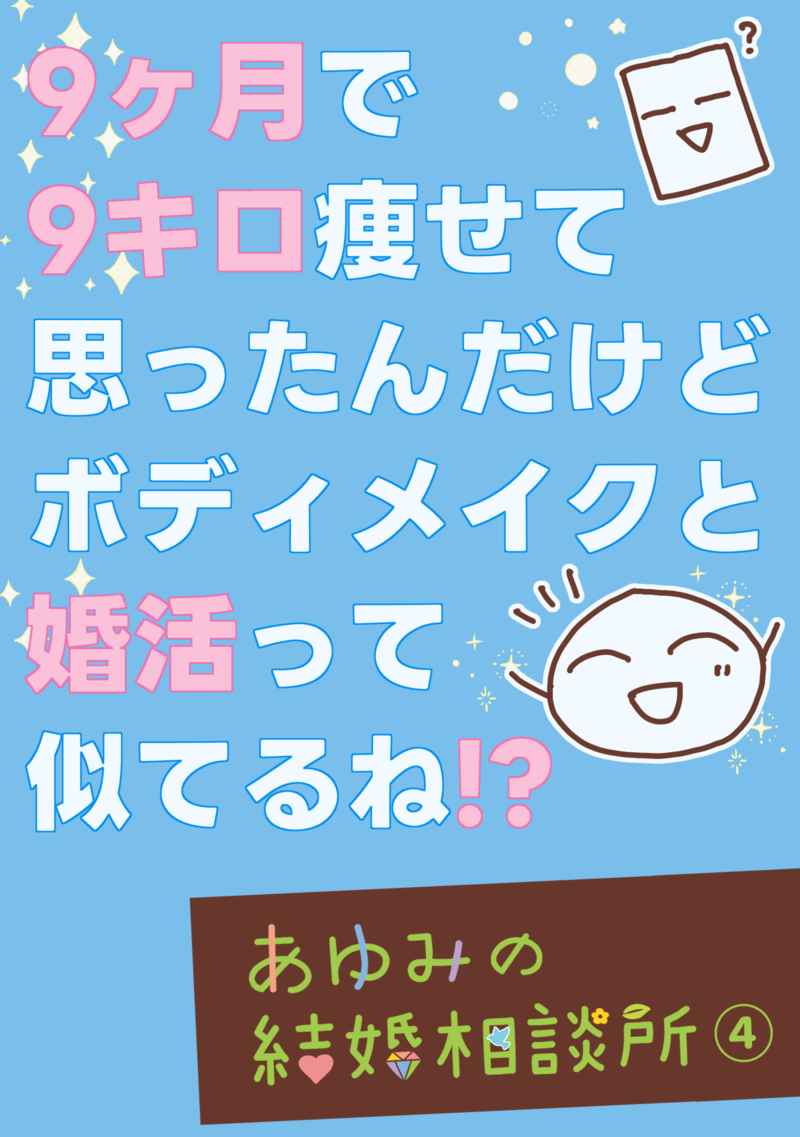 9ヶ月で
9キロ痩せて
思ったんだけど
ボディメイクと
婚活って
似てるね!?
?
あゆみの
結婚相談所④